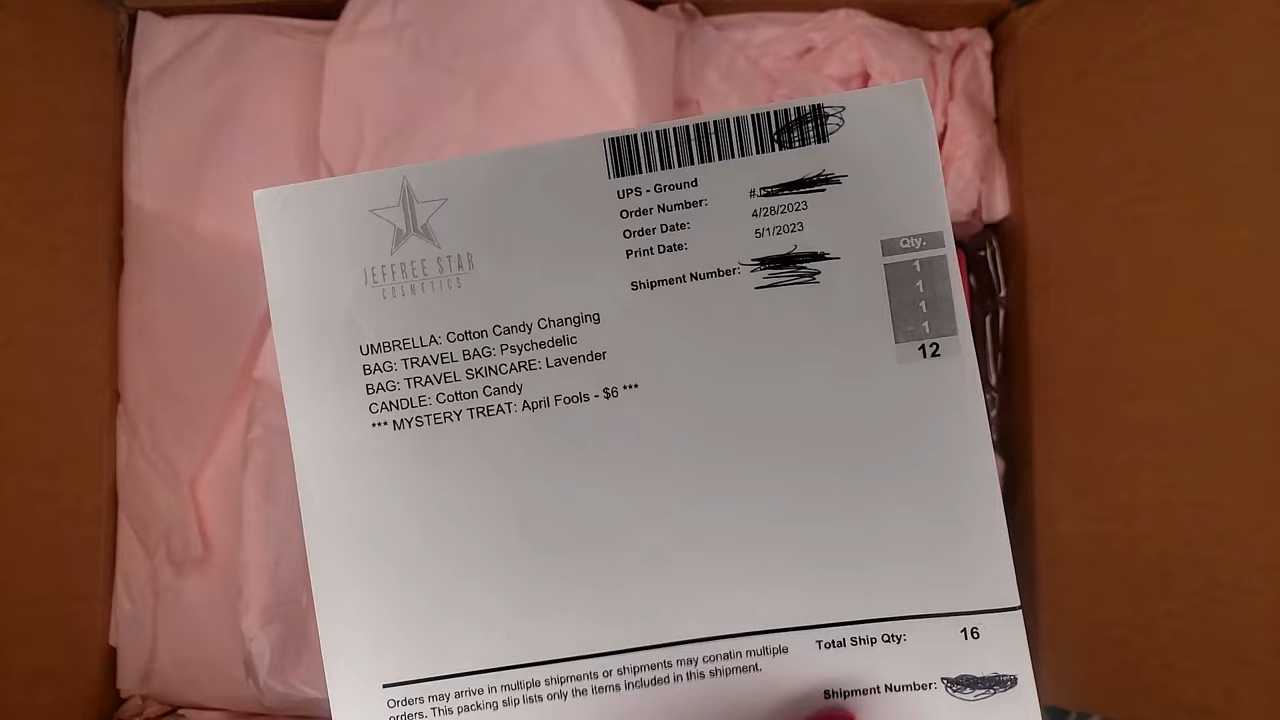 UPS - Ground
Order Number: #J
Order Date: 4/28/2023
Print Date: 5/1/2023
Shipment Number:
JEFFREE STAR
COSMETICS
Qty.
UMBRELLA: Cotton Candy Changing 1
BAG: TRAVEL BAG: Psychedelic 1
BAG: TRAVEL SKINCARE: Lavender 1
CANDLE: Cotton Candy 1
*** MYSTERY TREAT: April Fools - $6 *** 12
Orders may arrive in multiple shipments or shipments may conatin multiple
orders. This packing slip lists only the items included in this shipment.
Total Ship Qty: 16
Shipment Number: